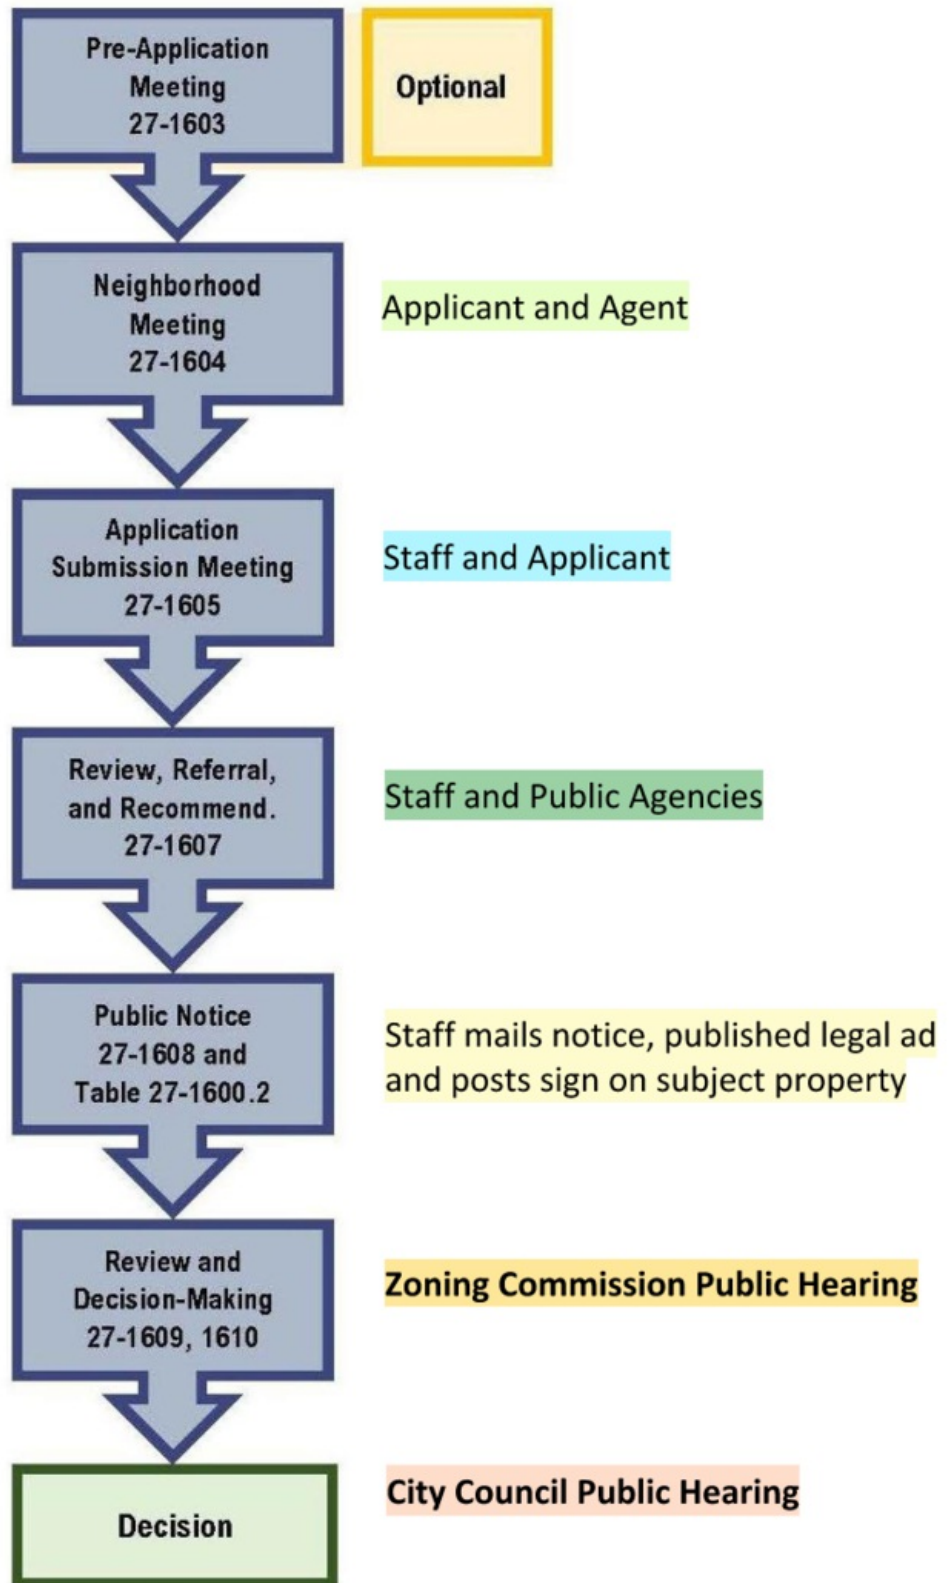 Pre-Application
Meeting
27-1603
Optional
Neighborhood
Meeting
27-1604
Applicant and Agent
Application
Submission Meeting
27-1605
Staff and Applicant
Review, Referral,
and Recommend.
27-1607
Staff and Public Agencies
Public Notice
27-1608 and
Table 27-1600.2
Staff mails notice, published legal ad
and posts sign on subject property
Review and
Decision-Making
27-1609, 1610
Zoning Commission Public Hearing
Decision
City Council Public Hearing